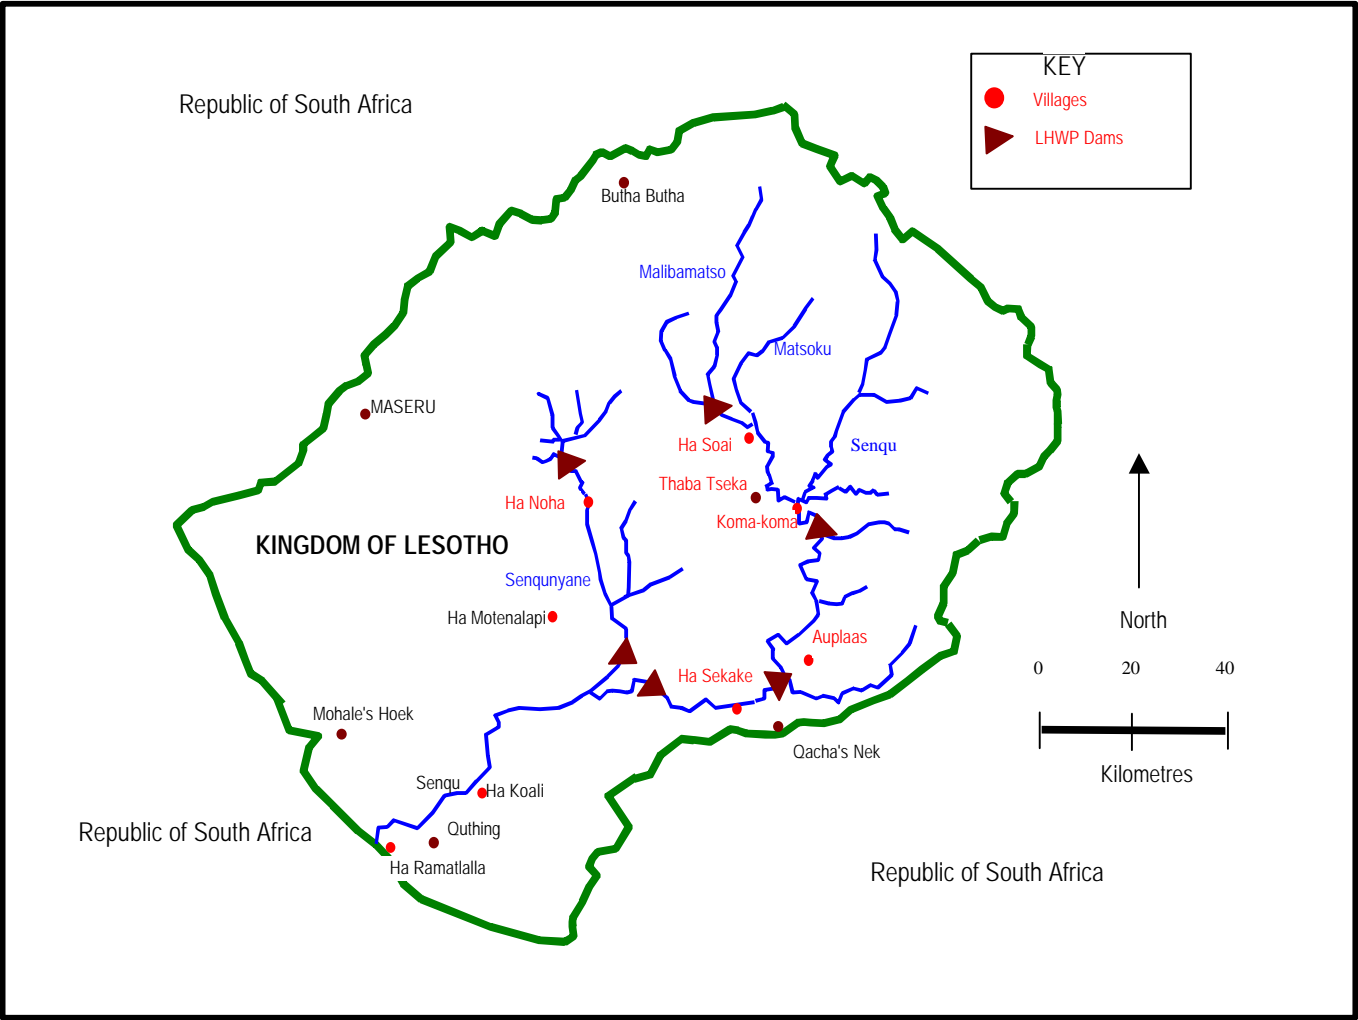 KEY
Villages
LHWP Dams
Republic of South Africa
Butha Butha
Malibamatso
Matsoku
MASERU
Ha Soai
Senqu
Thaba Tseka
Ha Noha
Koma-koma
KINGDOM OF LESOTHO
Senqunyane
Ha Motenalapi
North
Auplaas
0 20 40
Ha Sekake
Mohale's Hoek
Qacha's Nek
Kilometres
Senqu
Ha Koali
Quthing
Republic of South Africa
Ha Ramatlalla
Republic of South Africa